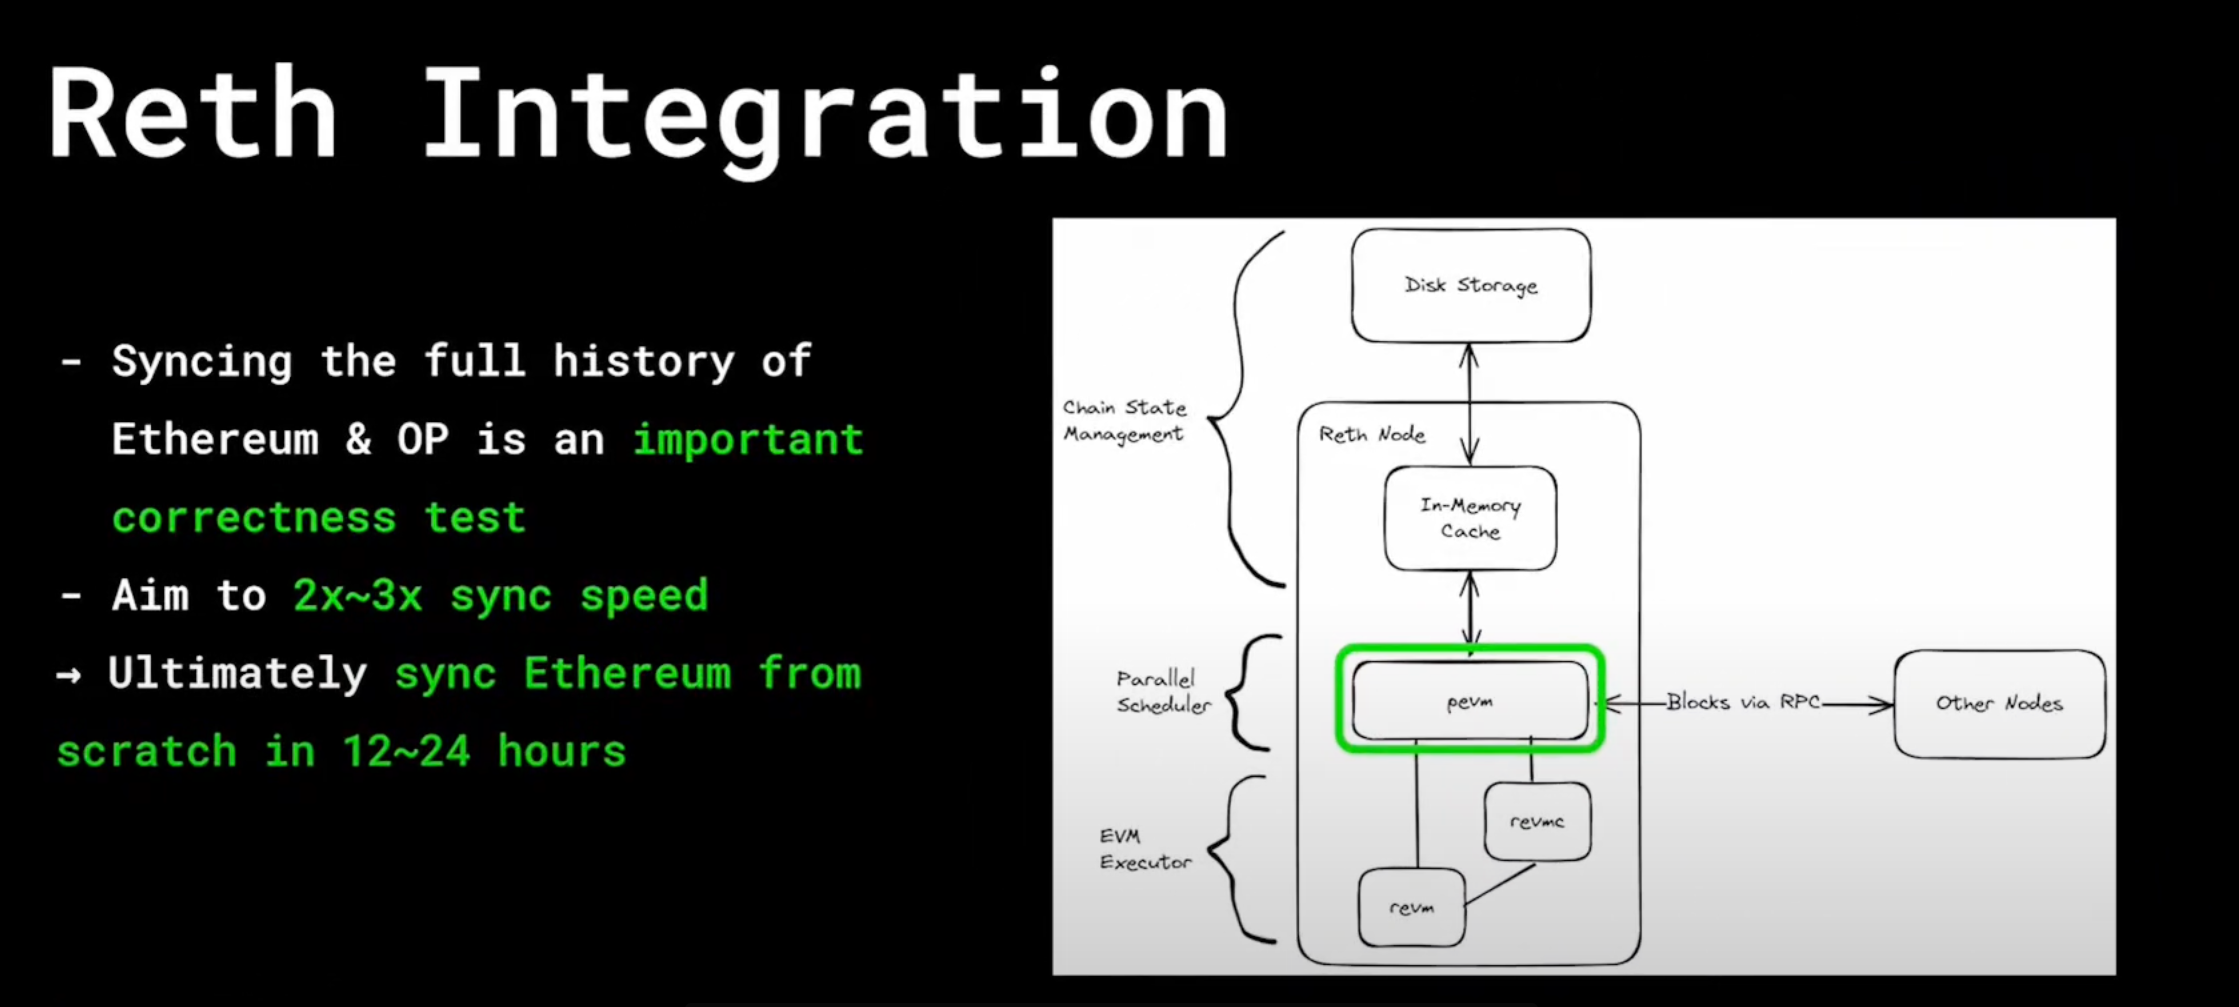 Reth Integration
- Syncing the full history of
Ethereum & OP is an important
correctness test
- Aim to 2x~3x sync speed
→ Ultimately sync Ethereum from
scratch in 12~24 hours
Disk Storage
Chain State
Management
Reth Node
In-Memory
Cache
Parallel
Scheduler
pevm
Blocks via RPC
Other Nodes
EVM
Executor
revmc
revm